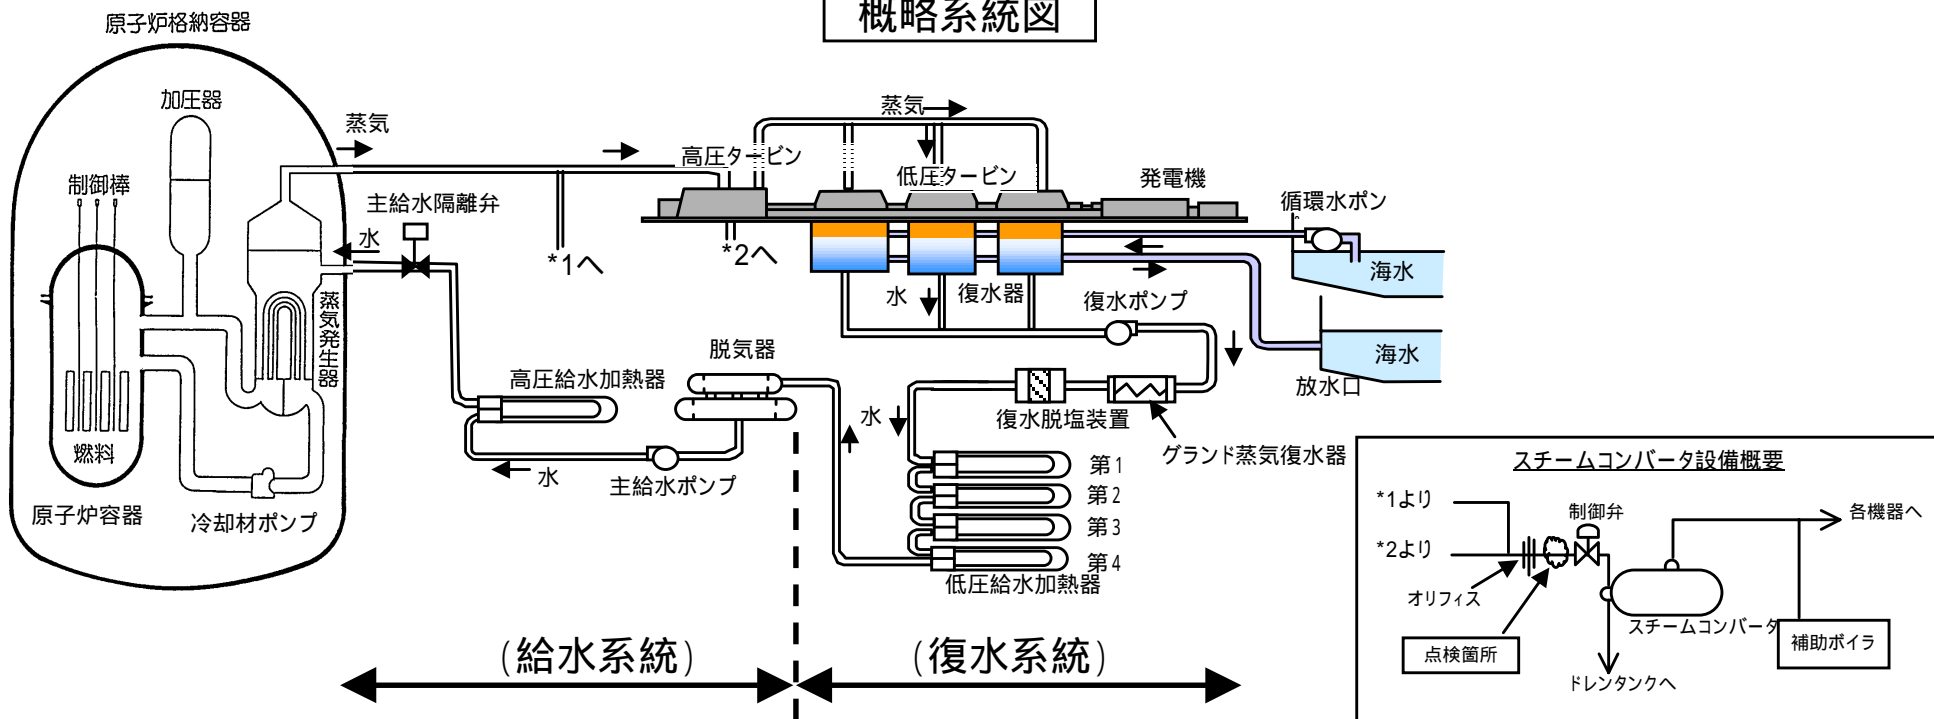 概略系統図
原子炉格納容器
加圧器
制御棒
蒸気
主給水隔離弁
水
蒸気発生器
燃料
原子炉容器
冷却材ポンプ
*1へ
高圧タービン
*2へ
蒸気
低圧タービン
発電機
循環水ポン
海水
海水
放水口
水
復水器
復水ポンプ
脱気器
高圧給水加熱器
水
主給水ポンプ
水
復水脱塩装置
グランド蒸気復水器
第1
第2
第3
第4
低圧給水加熱器
(給水系統)
(復水系統)
スチームコンバータ設備概要
*1より
*2より
制御弁
各機器へ
オリフィス
点検箇所
スチームコンバータ
補助ボイラ
ドレンタンクへ